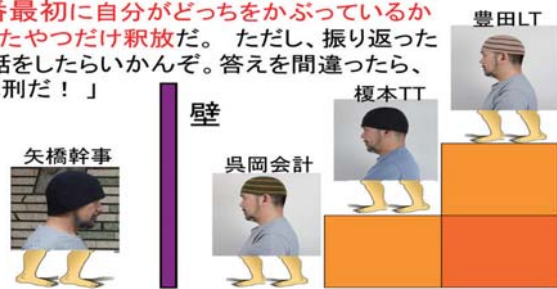 番最初に自分がどっちをかぶっているか
たやつだけ釈放だ。 ただし、振り返った
話をしたらいかんぞ。答えを間違ったら、
刑だ！ 」
豊田LT
榎本TT
壁
呉岡会計
矢橋幹事